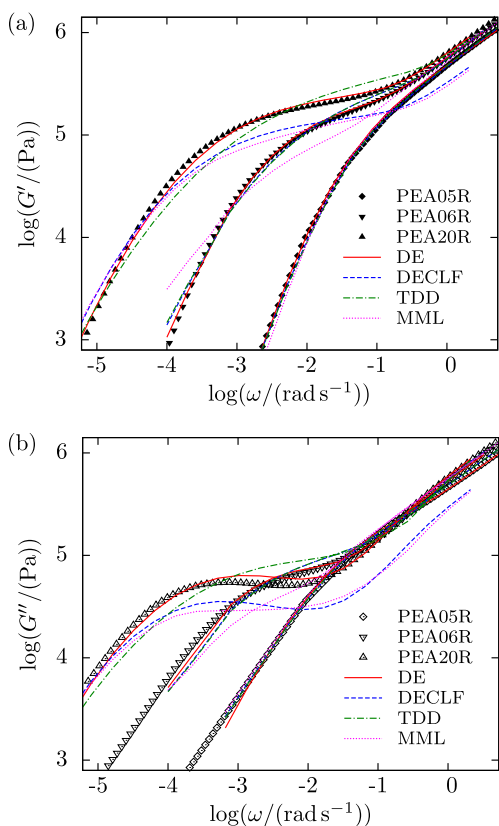 (a)
6
5
4
3
log(G′/(Pa))
PEA05R
PEA06R
PEA20R
DE
DECLF
TDD
MML
-5 -4 -3 -2 -1 0
log(ω/(rad s⁻¹))
(b)
6
5
4
3
log(G″/(Pa))
PEA05R
PEA06R
PEA20R
DE
DECLF
TDD
MML
-5 -4 -3 -2 -1 0
log(ω/(rad s⁻¹))